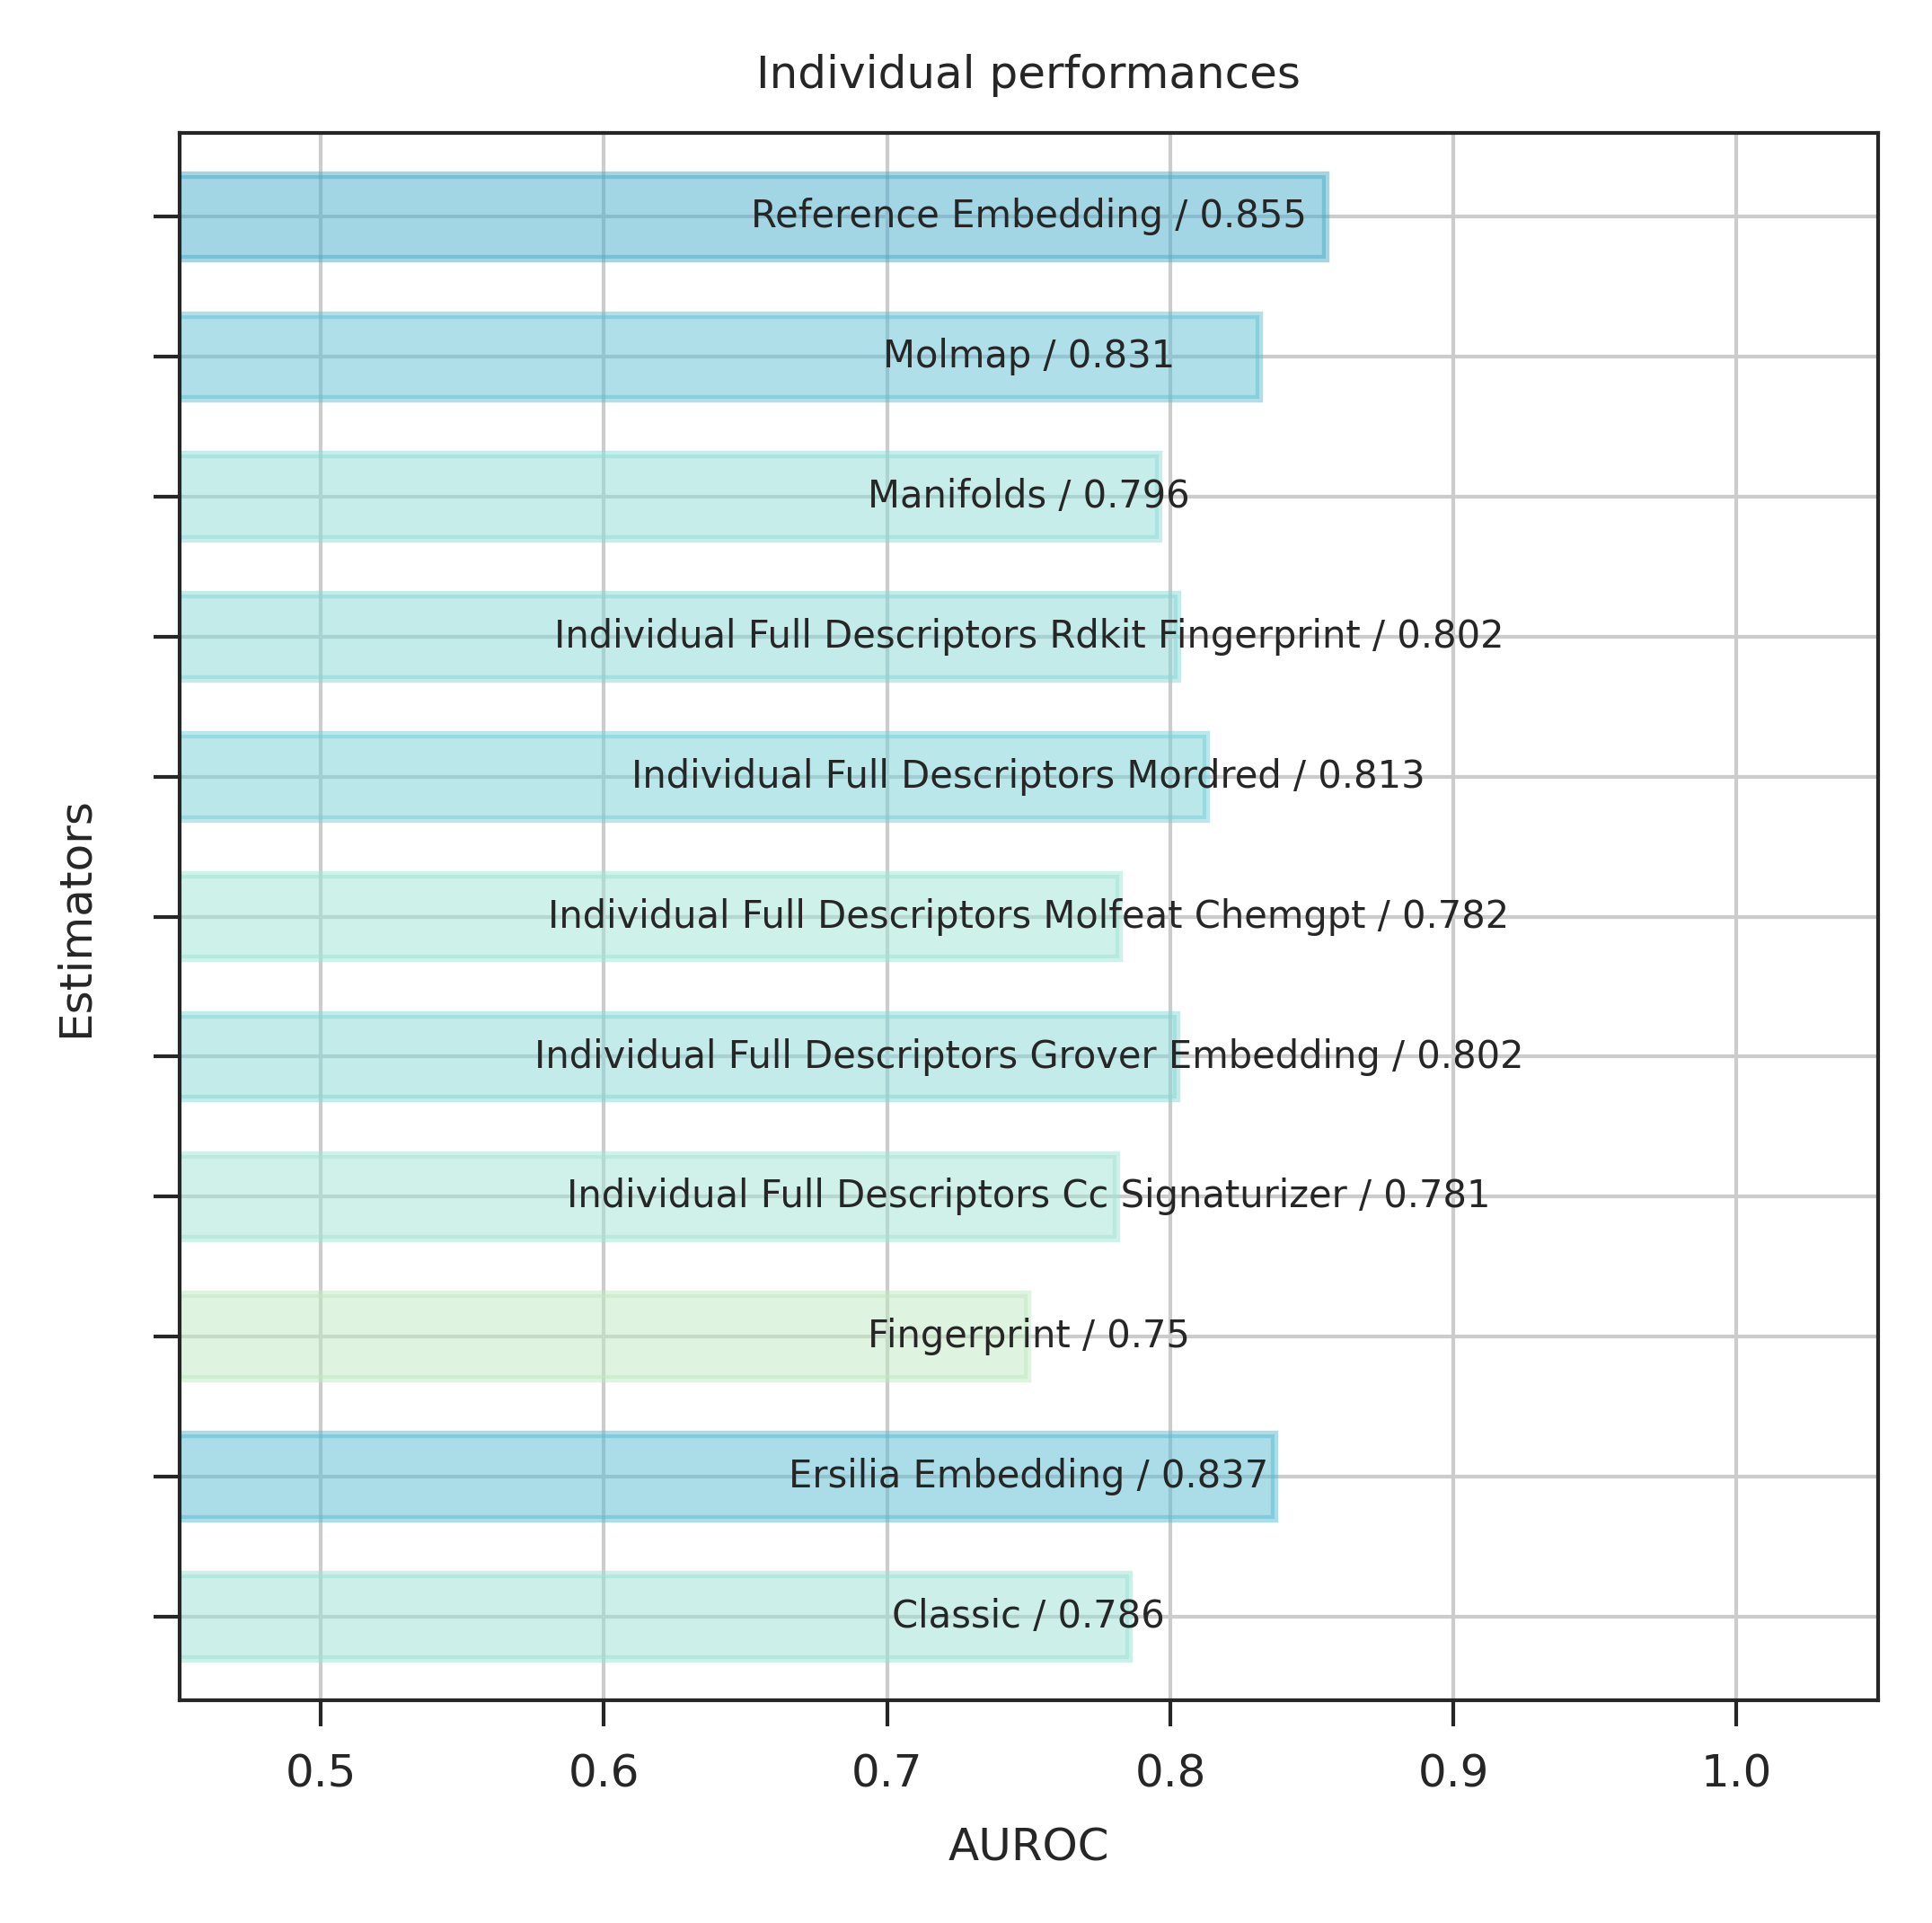 Individual performances
Reference Embedding / 0.855
Molmap / 0.831
Manifolds / 0.796
Individual Full Descriptors Rdkit Fingerprint / 0.802
Individual Full Descriptors Mordred / 0.813
Individual Full Descriptors Molfeat Chemgpt / 0.782
Individual Full Descriptors Grover Embedding / 0.802
Individual Full Descriptors Cc Signaturizer / 0.781
Fingerprint / 0.75
Ersilia Embedding / 0.837
Classic / 0.786
Estimators
0.5 0.6 0.7 0.8 0.9 1.0
AUROC